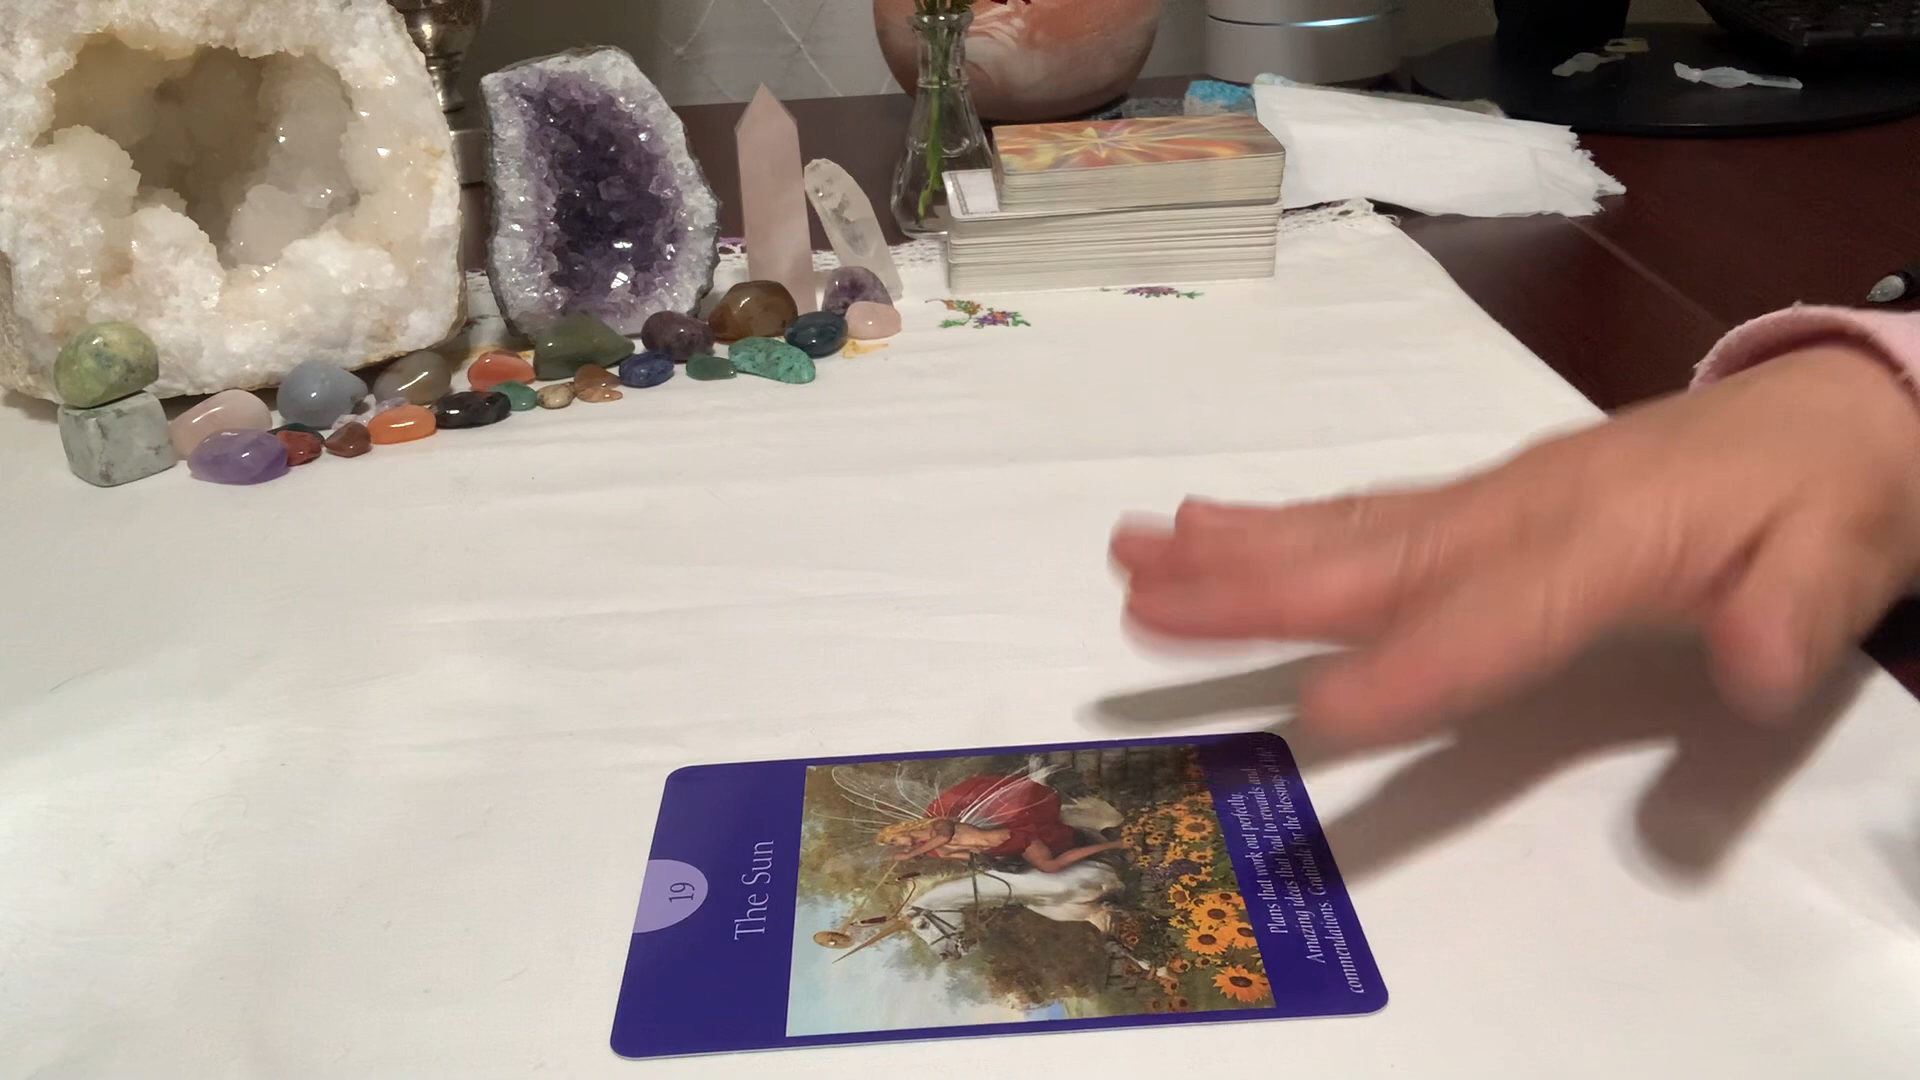 19
The Sun
Plans that work out perfectly.
Amazing ideas that lead to rewards and
commendations. Gratitude for the blessings of life!